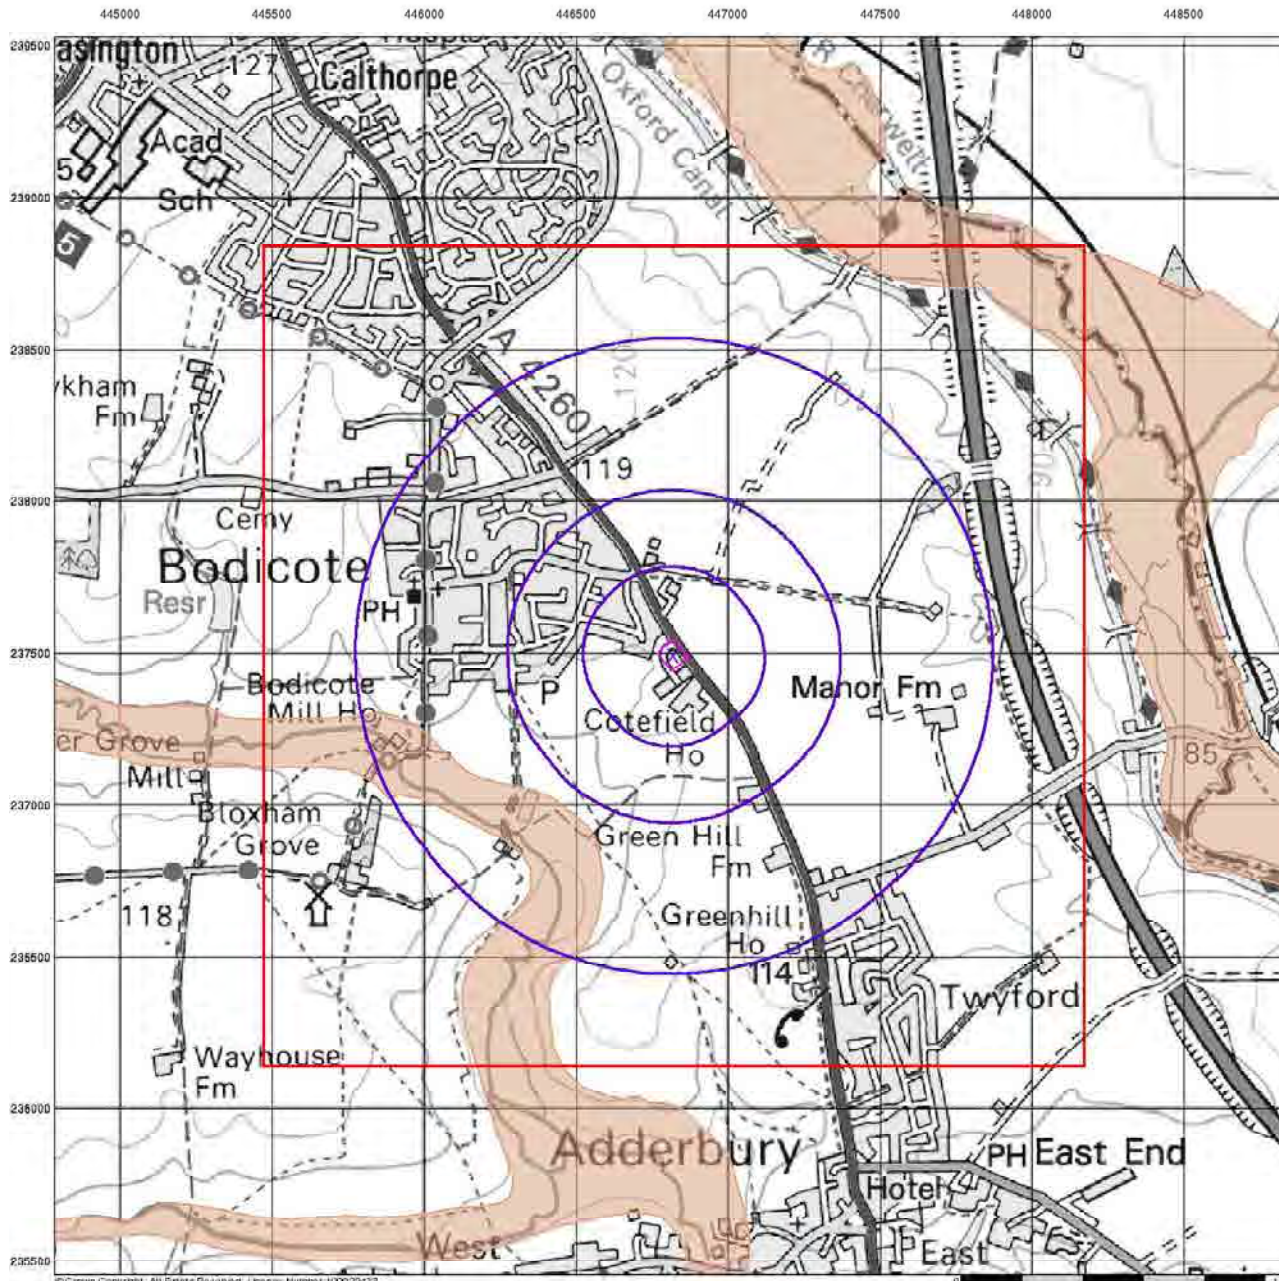 445000 445500 446000 446500 447000 447500 448000 448500
239500
239000
238500
238000
237500
237000
236500
236000
235500
asington
127
Calthorpe
Acad
Sch
5
5
Oxford Canal
R Cherwell
A 4260
120
119
ykham
Fm
Cemy
Bodicote
Resr
PH
90
Bodicote
Mill Ho
P
Cotefield
Ho
Manor Fm
er Grove
Mill
85
Bloxham
Grove
Green Hill
Fm
118
Greenhill
Ho
114
Twyford
Wayhouse
Fm
Adderbury
PH East End
Hotel
West
P
East